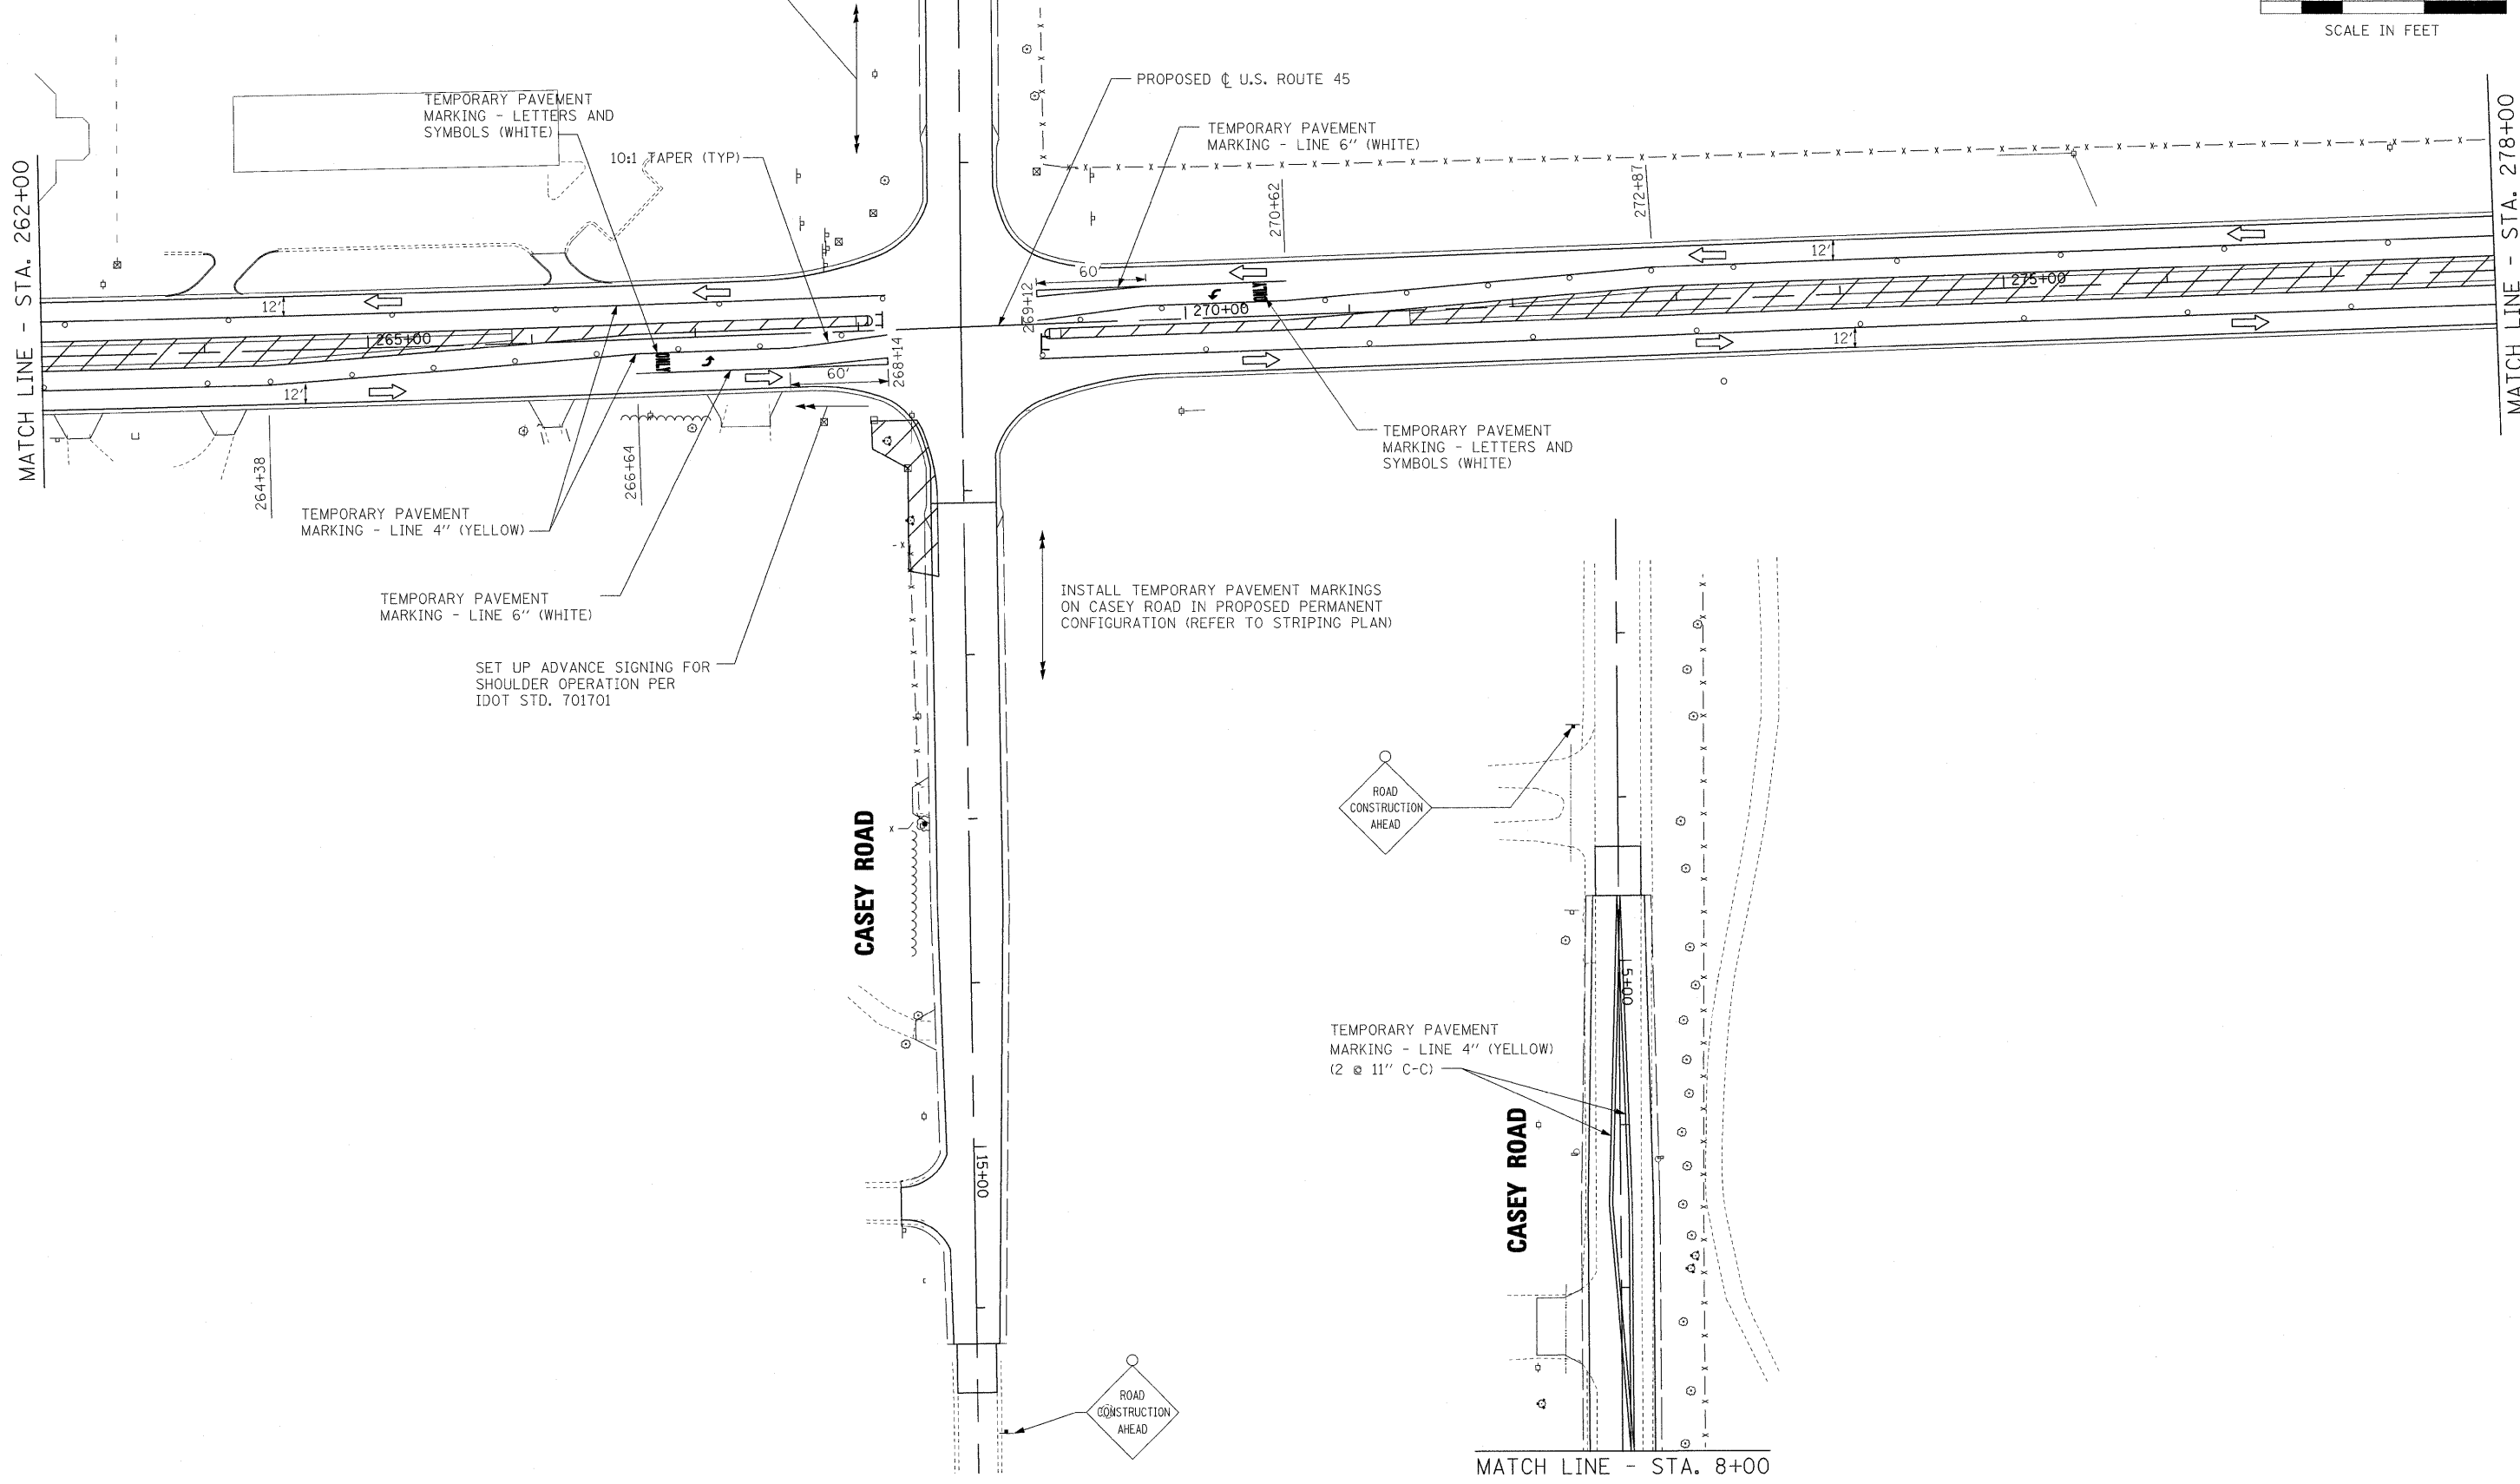 SCALE IN FEET
PROPOSED ℄ U.S. ROUTE 45
TEMPORARY PAVEMENT
MARKING - LETTERS AND
SYMBOLS (WHITE)
10:1 TAPER (TYP)
TEMPORARY PAVEMENT
MARKING - LINE 6" (WHITE)
MATCH LINE - STA. 262+00
MATCH LINE - STA. 278+00
270+62
272+87
12'
12'
60'
269+12
ONLY
270+00
275+00
265+00
ONLY
12'
60'
268+14
12'
264+38
266+64
TEMPORARY PAVEMENT
MARKING - LETTERS AND
SYMBOLS (WHITE)
TEMPORARY PAVEMENT
MARKING - LINE 4" (YELLOW)
TEMPORARY PAVEMENT
MARKING - LINE 6" (WHITE)
INSTALL TEMPORARY PAVEMENT MARKINGS
ON CASEY ROAD IN PROPOSED PERMANENT
CONFIGURATION (REFER TO STRIPING PLAN)
SET UP ADVANCE SIGNING FOR
SHOULDER OPERATION PER
IDOT STD. 701701
ROAD
CONSTRUCTION
AHEAD
CASEY ROAD
5+00
TEMPORARY PAVEMENT
MARKING - LINE 4" (YELLOW)
(2 @ 11" C-C)
CASEY ROAD
15+00
ROAD
CONSTRUCTION
AHEAD
MATCH LINE - STA. 8+00